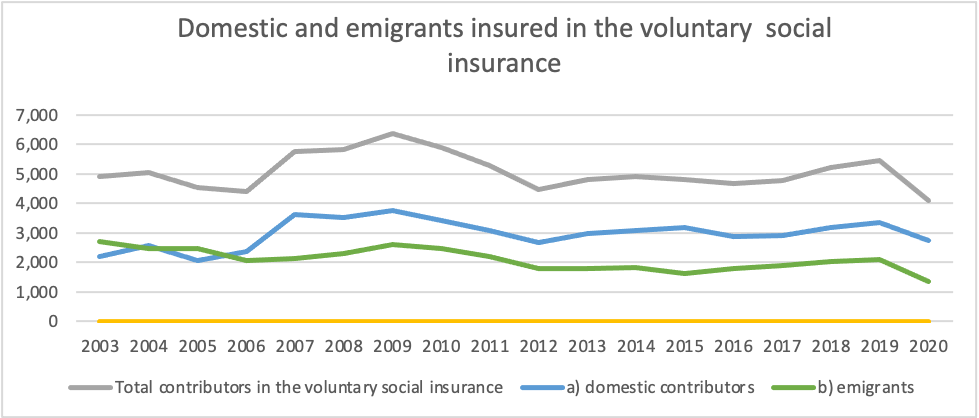 Domestic and emigrants insured in the voluntary social
insurance
7,000
6,000
5,000
4,000
3,000
2,000
1,000
0
2003 2004 2005 2006 2007 2008 2009 2010 2011 2012 2013 2014 2015 2016 2017 2018 2019 2020
Total contributors in the voluntary social insurance a) domestic contributors b) emigrants